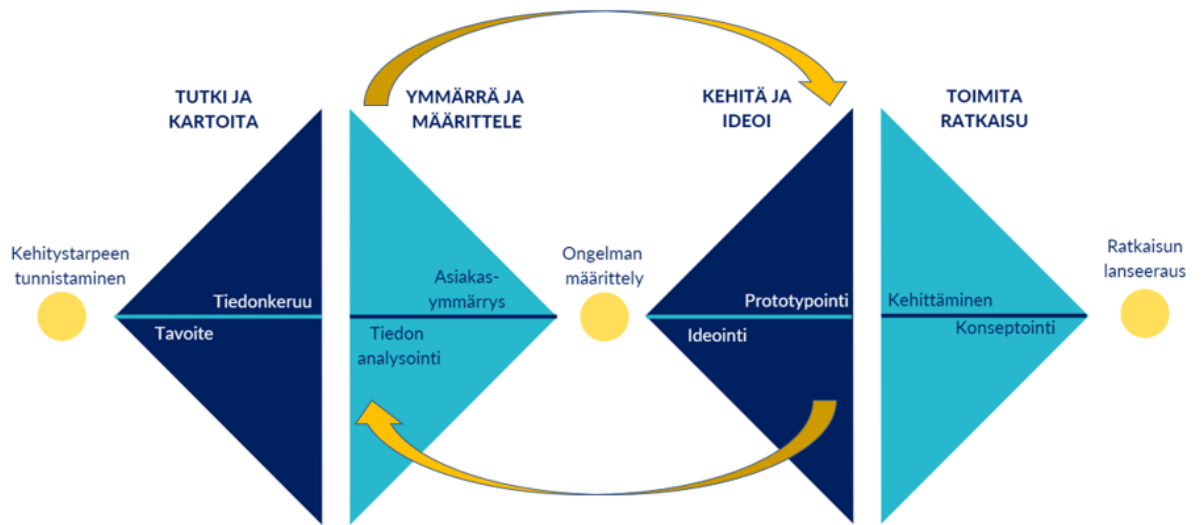 TUTKI JA
KARTOITA
YMMÄRRÄ JA
MÄÄRITTELE
KEHITÄ JA
IDEOI
TOIMITA
RATKAISU
Kehitystarpeen
tunnistaminen
Tiedonkeruu
Tavoite
Asiakas-
ymmärrys
Tiedon
analysointi
Ongelman
määrittely
Prototypointi
Ideointi
Kehittäminen
Konseptointi
Ratkaisun
lanseeraus